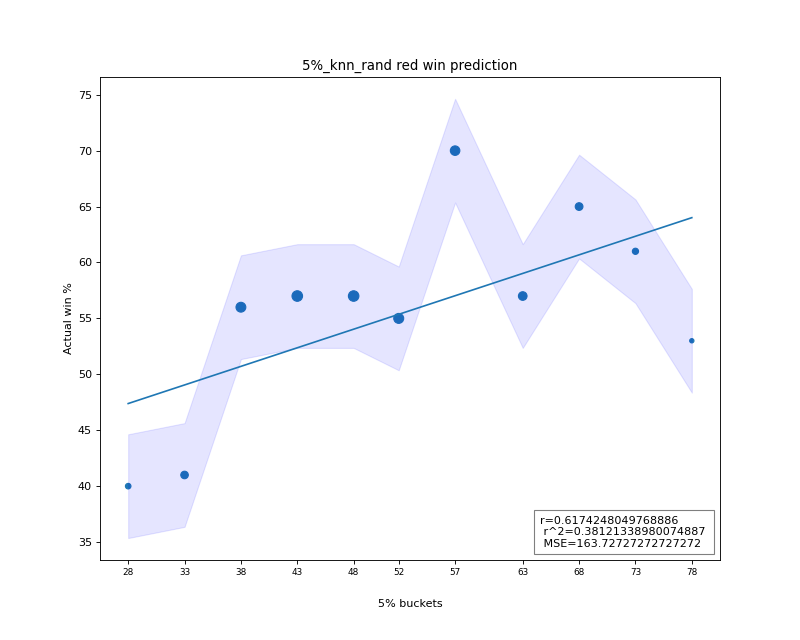 5%_knn_rand red win prediction
Actual win %
75
70
65
60
55
50
45
40
35
r=0.6174248049768886
r^2=0.38121338980074887
MSE=163.72727272727272
28 33 38 43 48 52 57 63 68 73 78
5% buckets